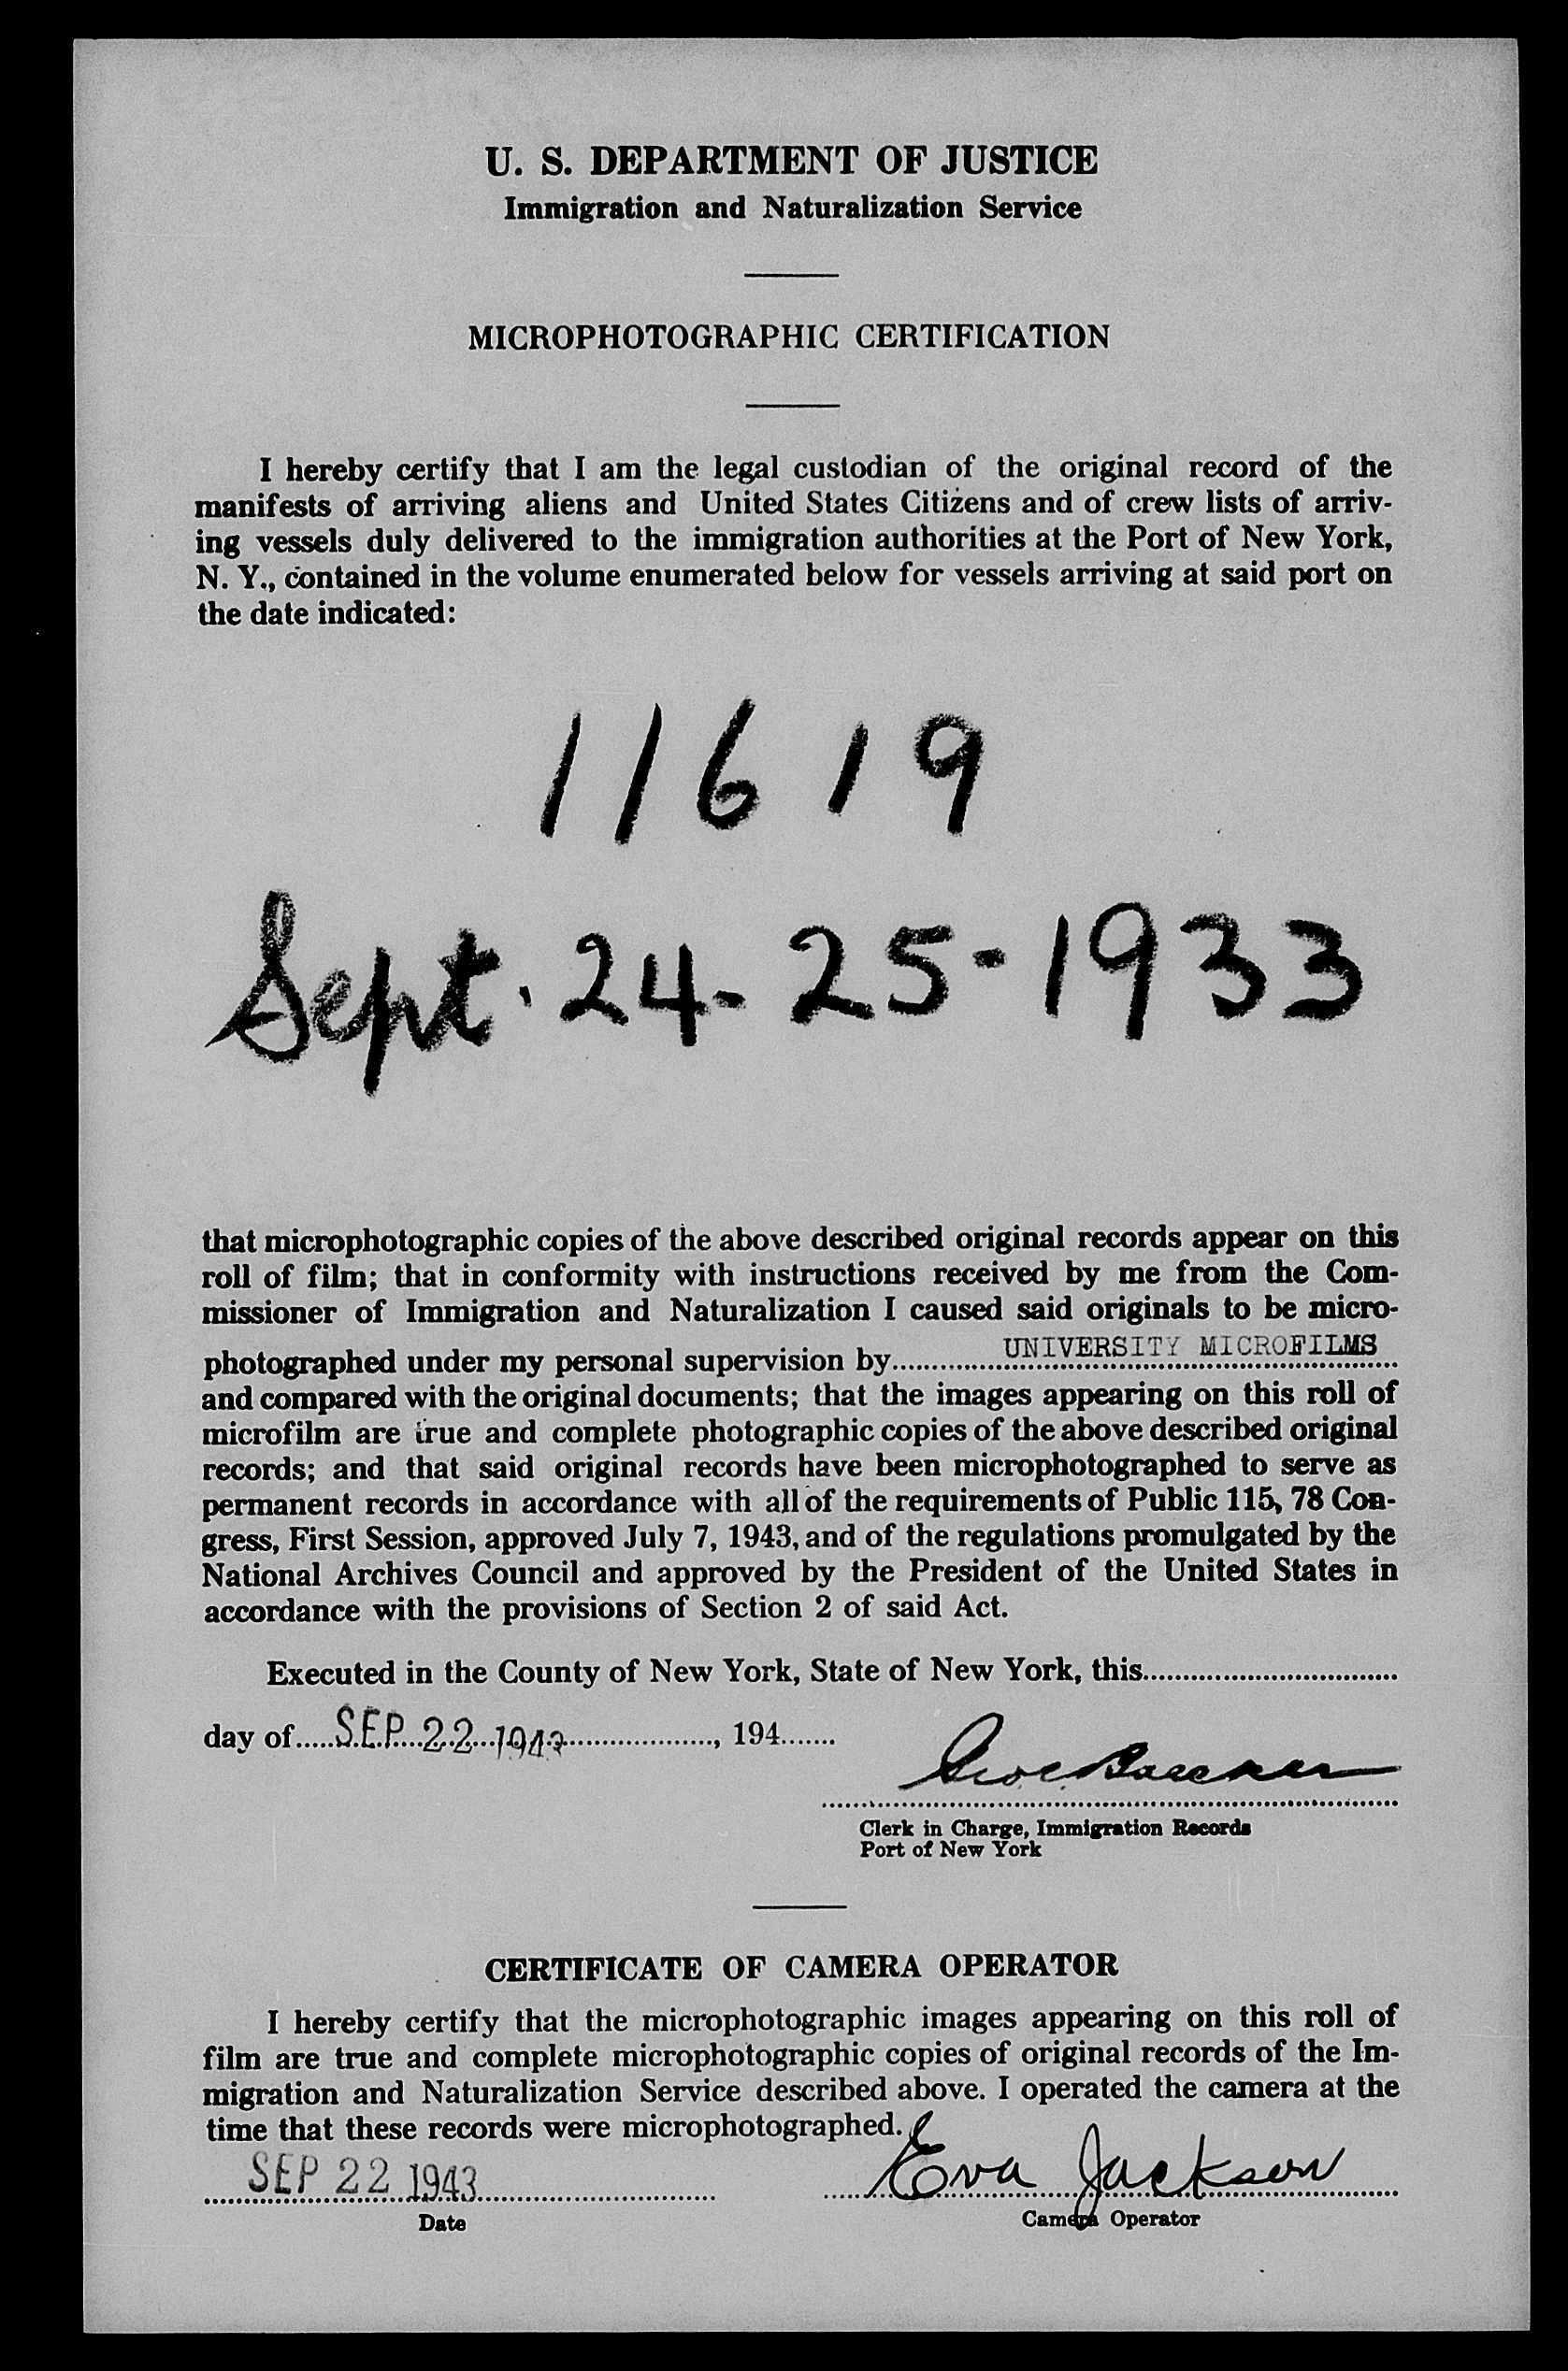 U. S. DEPARTMENT OF JUSTICE
Immigration and Naturalization Service
MICROPHOTOGRAPHIC CERTIFICATION
I hereby certify that I am the legal custodian of the original record of the
manifests of arriving aliens and United States Citizens and of crew lists of arriv-
ing vessels duly delivered to the immigration authorities at the Port of New York,
N. Y., contained in the volume enumerated below for vessels arriving at said port on
the date indicated:
11619
Sept. 24-25-1933
that microphotographic copies of the above described original records appear on this
roll of film; that in conformity with instructions received by me from the Com-
missioner of Immigration and Naturalization I caused said originals to be micro-
photographed under my personal supervision by UNIVERSITY MICROFILMS
and compared with the original documents; that the images appearing on this roll of
microfilm are true and complete photographic copies of the above described original
records; and that said original records have been microphotographed to serve as
permanent records in accordance with all of the requirements of Public 115, 78 Con-
gress, First Session, approved July 7, 1943, and of the regulations promulgated by the
National Archives Council and approved by the President of the United States in
accordance with the provisions of Section 2 of said Act.
Executed in the County of New York, State of New York, this
day of SEP 22 1943, 194
Clerk in Charge, Immigration Records
Port of New York
CERTIFICATE OF CAMERA OPERATOR
I hereby certify that the microphotographic images appearing on this roll of
film are true and complete microphotographic copies of original records of the Im-
migration and Naturalization Service described above. I operated the camera at the
time that these records were microphotographed.
SEP 22 1943 Eva Jackson
Date Camera Operator